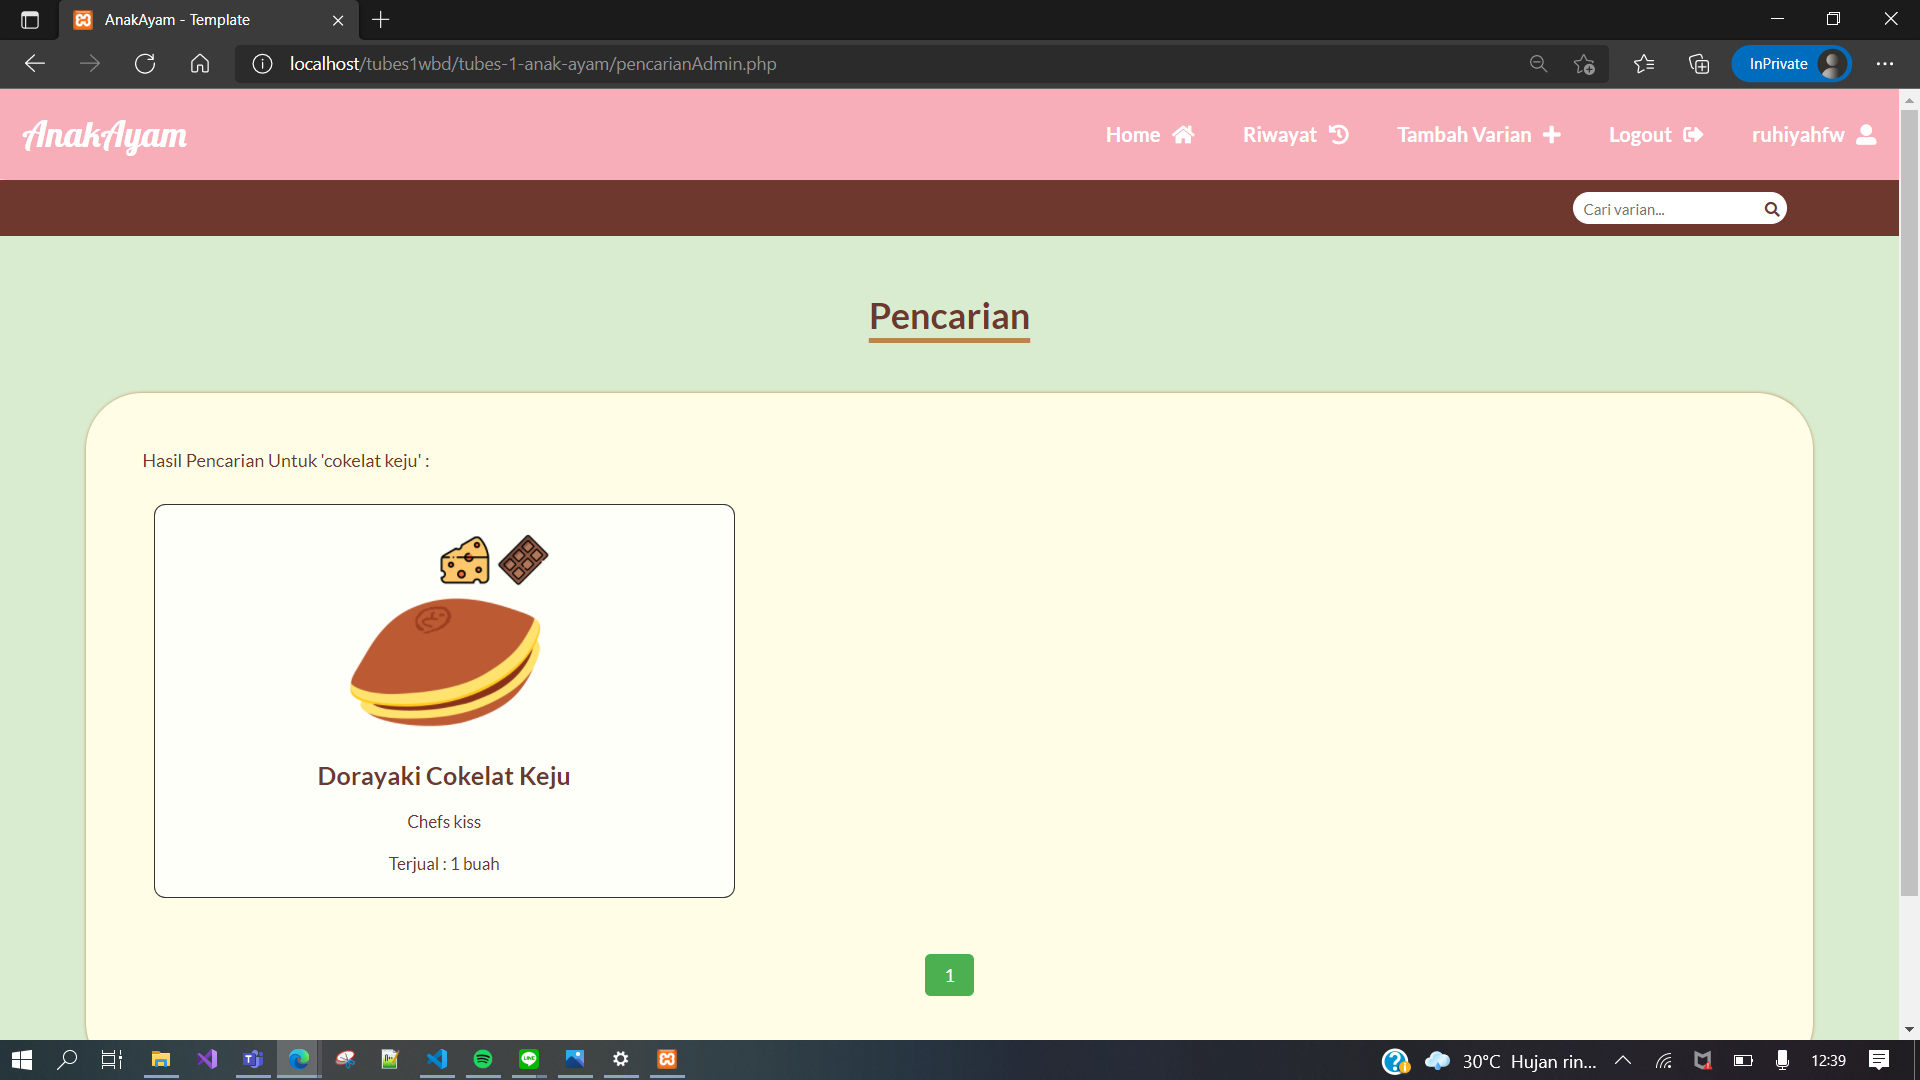 AnakAyam - Template
localhost/tubes1wbd/tubes-1-anak-ayam/pencarianAdmin.php
InPrivate
AnakAyam
Home
Riwayat
Tambah Varian
Logout
ruhiyahfw
Cari varian...
Pencarian
Hasil Pencarian Untuk 'cokelat keju' :
Dorayaki Cokelat Keju
Chefs kiss
Terjual : 1 buah
1
30°C Hujan rin...
12:39